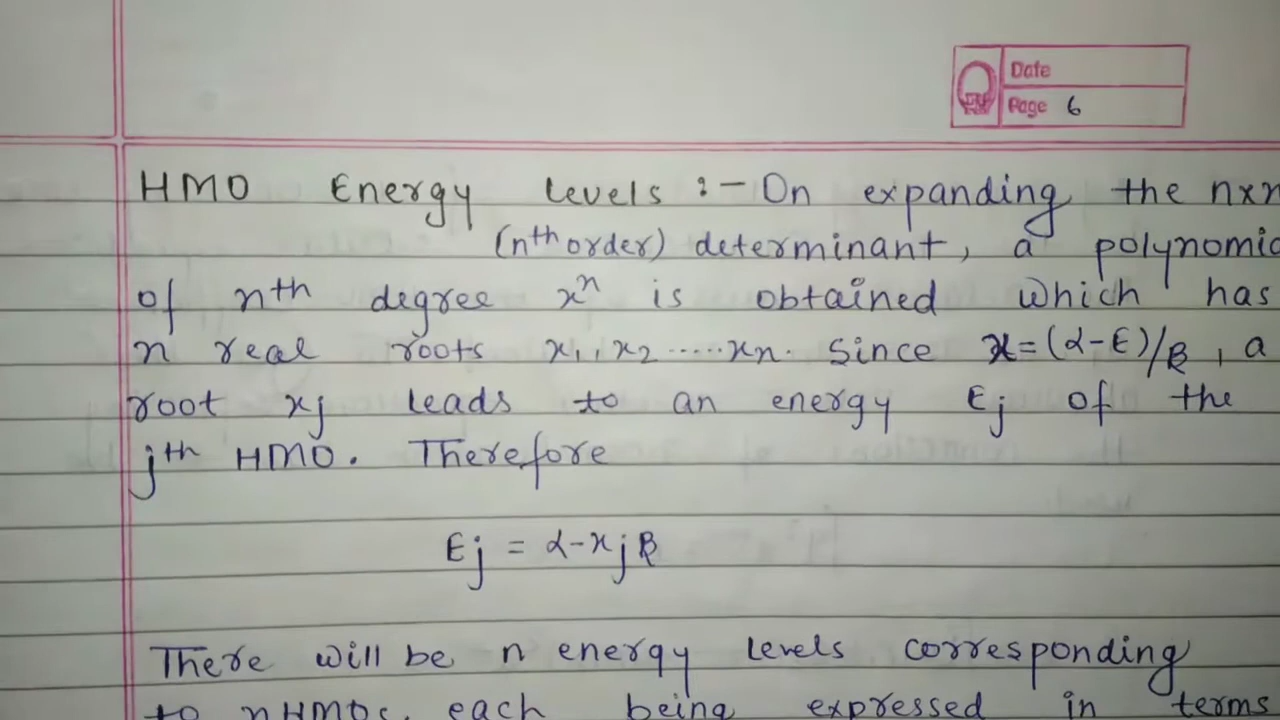 Date
Page 6
HMO Energy levels :- On expanding the nxn
(nth order) determinant, a polynomia
of nth degree xⁿ is obtained which has
n real roots x₁, x₂ ..... xn. Since x=(α-E)/β, a
root xj leads to an energy Ej of the
jth HMO. Therefore
Ej = α-xjβ
There will be n energy levels corresponding
to nHMOs, each being expressed in terms